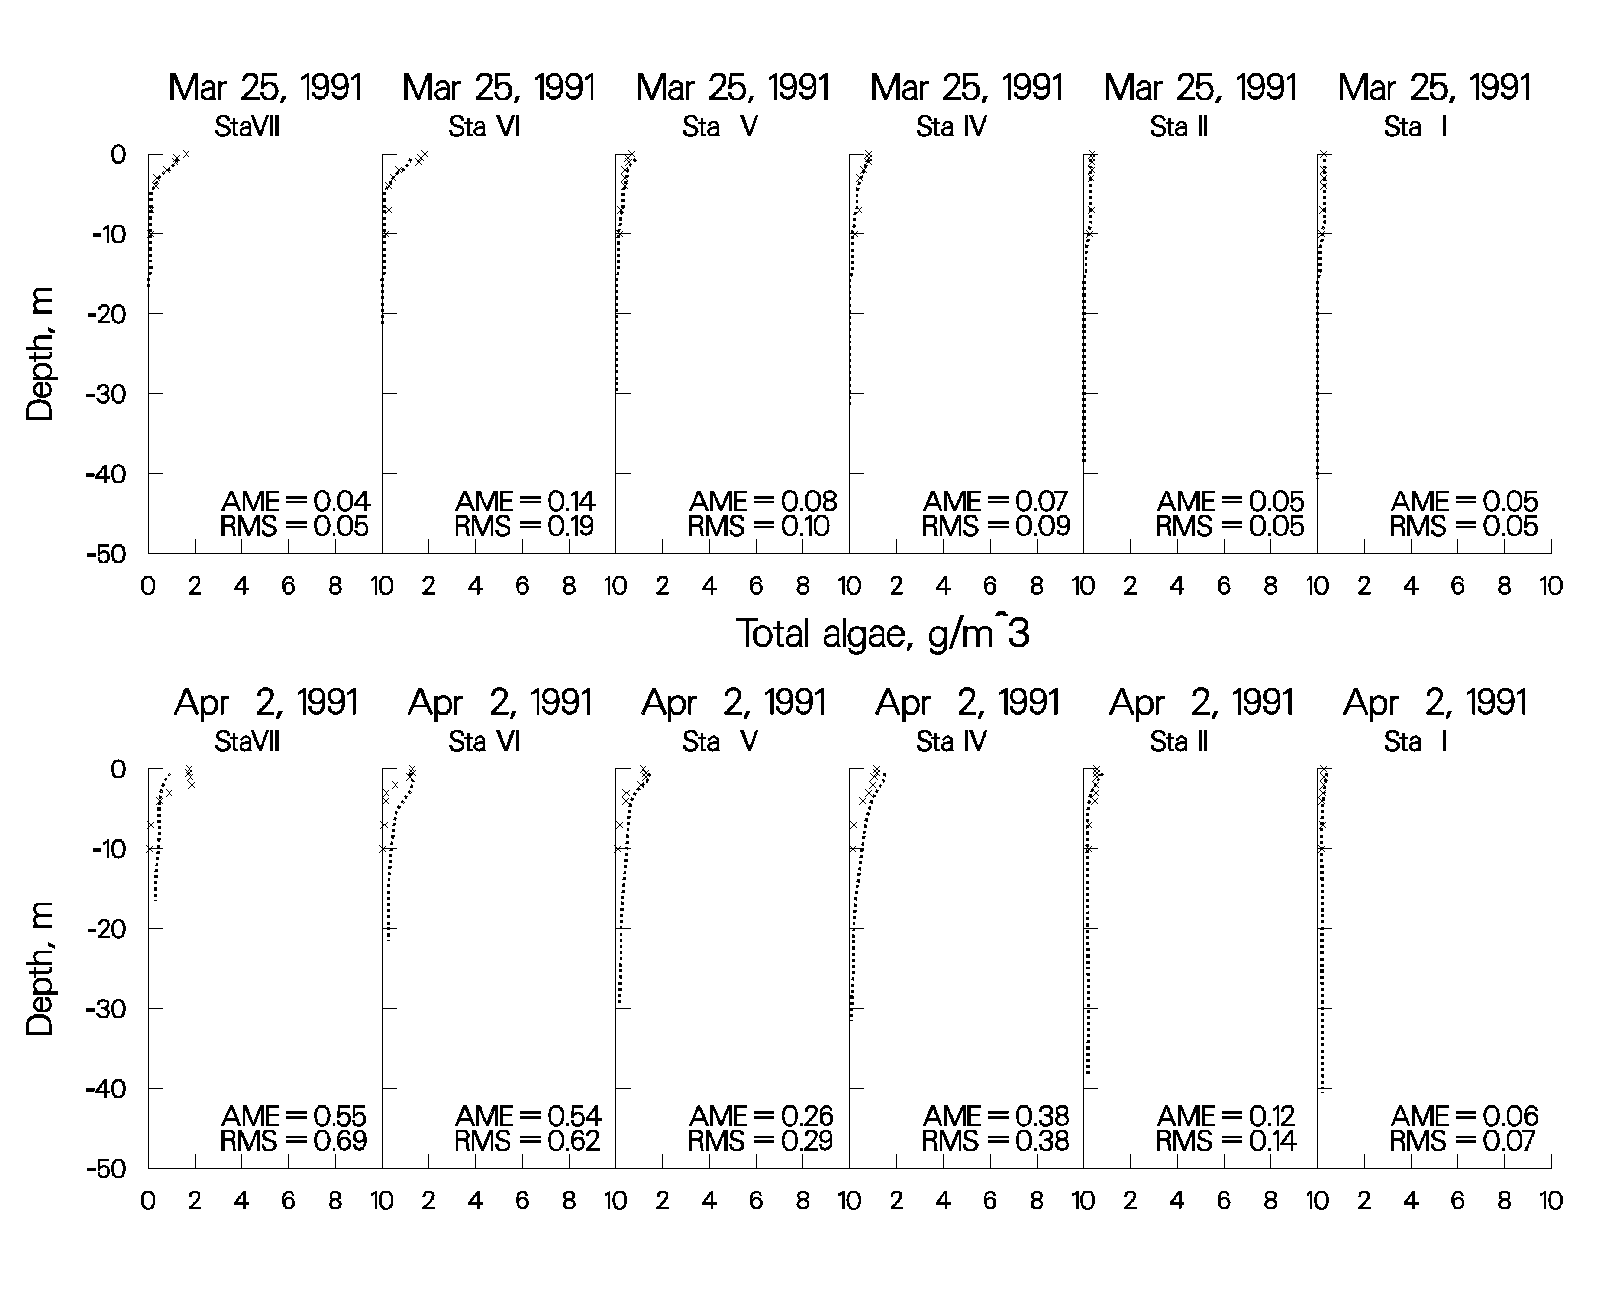 Mar 25, 1991 Mar 25, 1991 Mar 25, 1991 Mar 25, 1991 Mar 25, 1991 Mar 25, 1991
StaVII Sta VI Sta V Sta IV Sta II Sta I
0
-10
-20
-30
-40
-50
Depth, m
AME = 0.04 AME = 0.14 AME = 0.08 AME = 0.07 AME = 0.05 AME = 0.05
RMS = 0.05 RMS = 0.19 RMS = 0.10 RMS = 0.09 RMS = 0.05 RMS = 0.05
0 2 4 6 8 10 2 4 6 8 10 2 4 6 8 10 2 4 6 8 10 2 4 6 8 10 2 4 6 8 10
Total algae, g/m^3
Apr 2, 1991 Apr 2, 1991 Apr 2, 1991 Apr 2, 1991 Apr 2, 1991 Apr 2, 1991
StaVII Sta VI Sta V Sta IV Sta II Sta I
0
-10
-20
-30
-40
-50
Depth, m
AME = 0.55 AME = 0.54 AME = 0.26 AME = 0.38 AME = 0.12 AME = 0.06
RMS = 0.69 RMS = 0.62 RMS = 0.29 RMS = 0.38 RMS = 0.14 RMS = 0.07
0 2 4 6 8 10 2 4 6 8 10 2 4 6 8 10 2 4 6 8 10 2 4 6 8 10 2 4 6 8 10